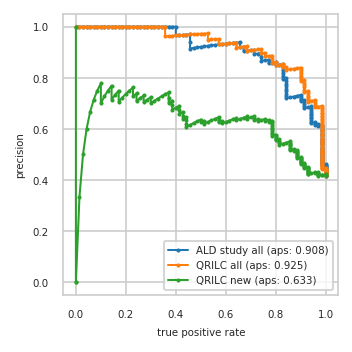 1.0
0.8
0.6
0.4
0.2
0.0
precision
ALD study all (aps: 0.908)
QRILC all (aps: 0.925)
QRILC new (aps: 0.633)
0.0 0.2 0.4 0.6 0.8 1.0
true positive rate